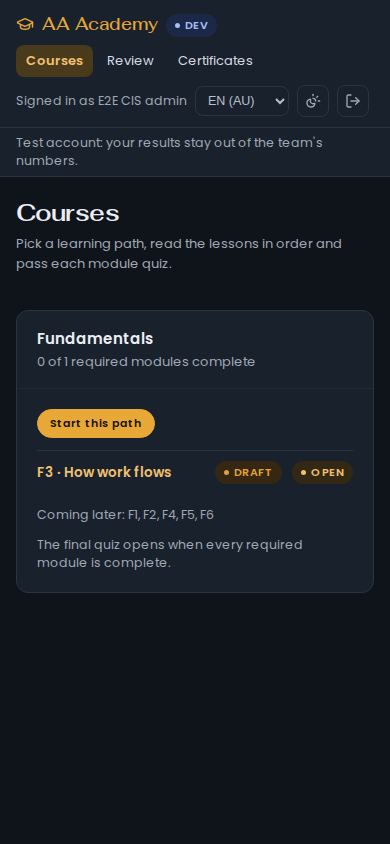 AA Academy
DEV
Courses Review Certificates
Signed in as E2E CIS admin EN (AU)
Test account: your results stay out of the team's
numbers.
Courses
Pick a learning path, read the lessons in order and
pass each module quiz.
Fundamentals
0 of 1 required modules complete
Start this path
F3 · How work flows DRAFT OPEN
Coming later: F1, F2, F4, F5, F6
The final quiz opens when every required
module is complete.